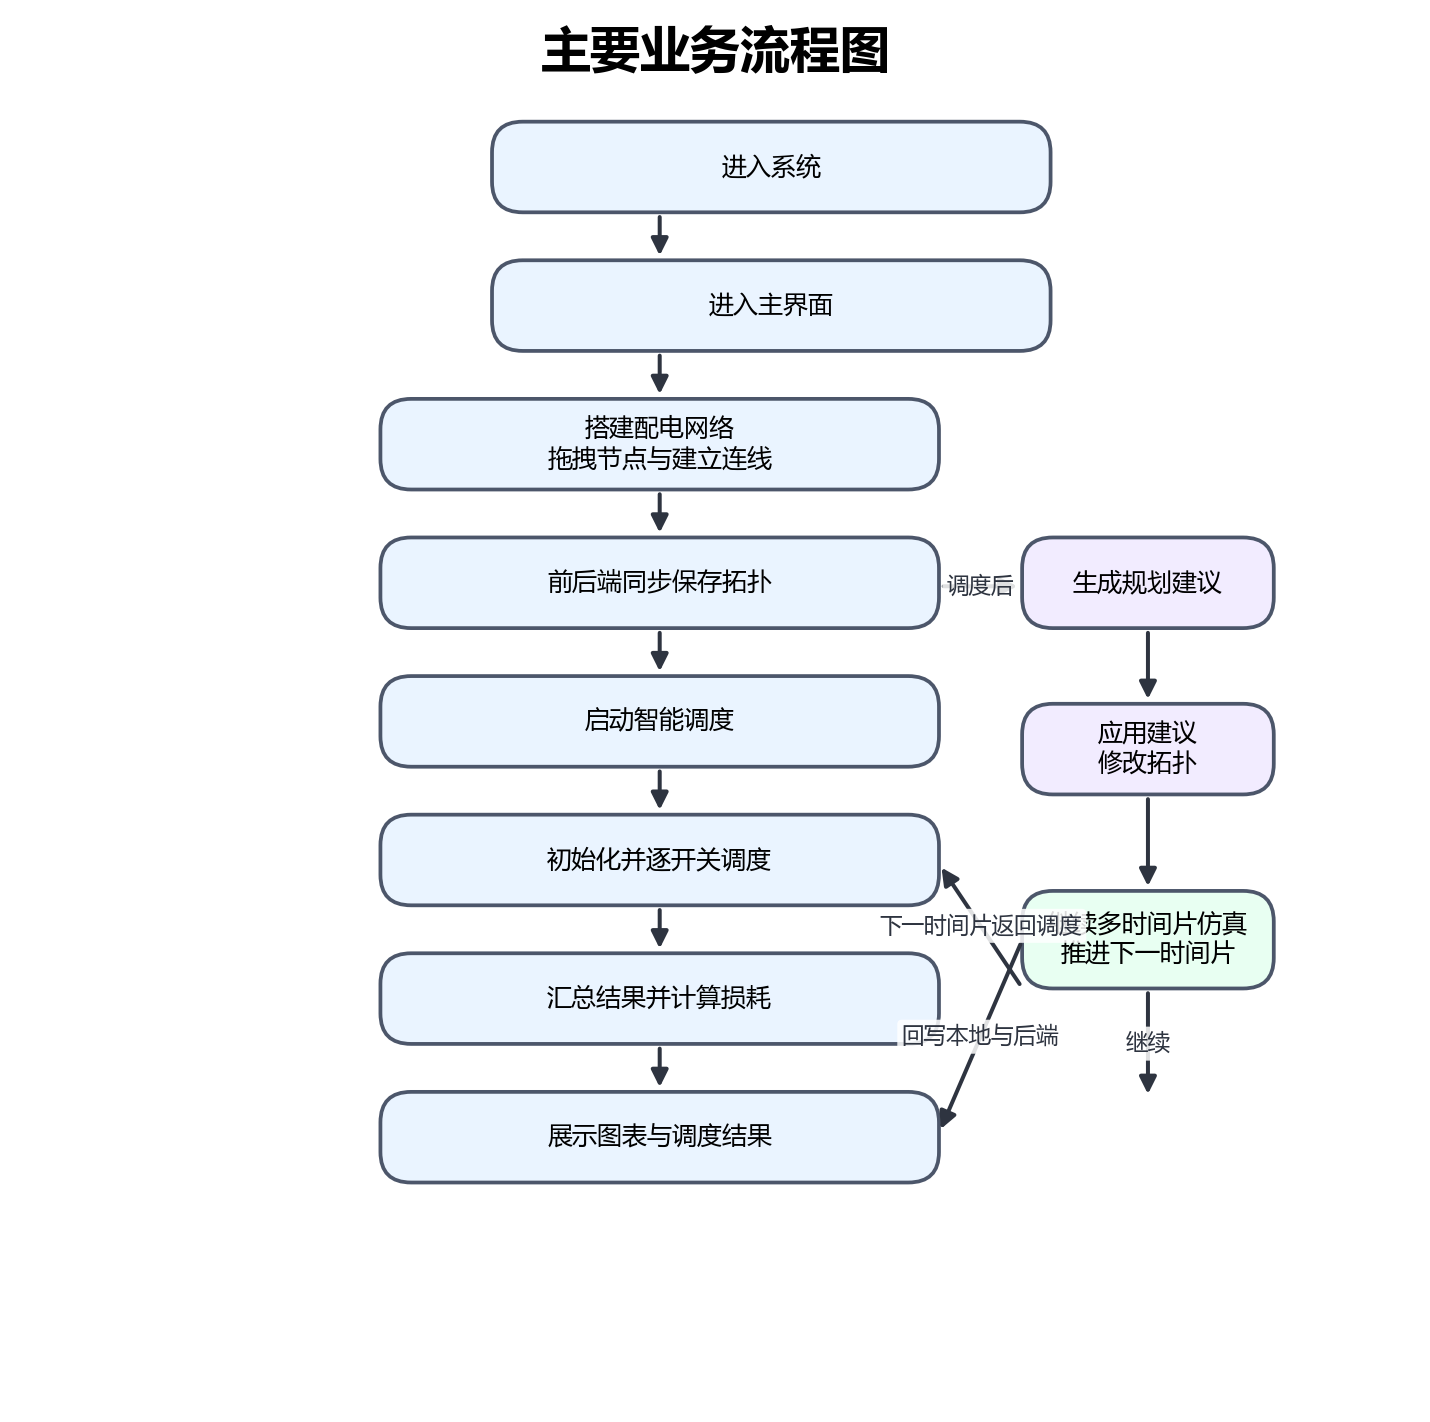 主要业务流程图
进入系统
进入主界面
搭建配电网络
拖拽节点与建立连线
前后端同步保存拓扑
调度后
生成规划建议
启动智能调度
应用建议
修改拓扑
初始化并逐开关调度
下一时间片返回调度
续多时间片仿真
推进下一时间片
汇总结果并计算损耗
回写本地与后端
继续
展示图表与调度结果